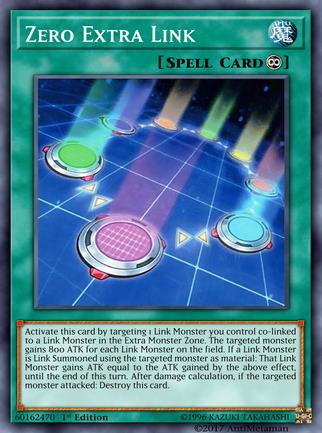 Zero Extra Link
[Spell Card]
Activate this card by targeting 1 Link Monster you control co-linked
to a Link Monster in the Extra Monster Zone. The targeted monster
gains 800 ATK for each Link Monster on the field. If a Link Monster
is Link Summoned using the targeted monster as material: That Link
Monster gains ATK equal to the ATK gained by the above effect,
until the end of this turn. After damage calculation, if the targeted
monster attacked: Destroy this card.
60162470 1st Edition ©1996 KAZUKI TAKAHASHI
©2017 AntiMetaman